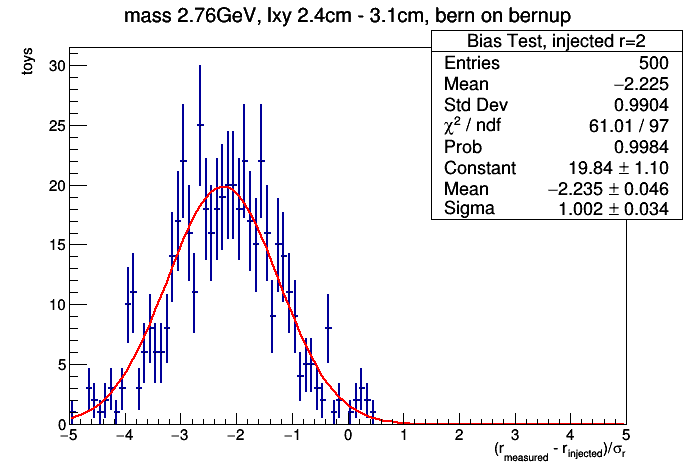 mass 2.76GeV, lxy 2.4cm - 3.1cm, bern on bernup
toys
Bias Test, injected r=2
Entries 500
Mean −2.225
Std Dev 0.9904
χ² / ndf 61.01 / 97
Prob 0.9984
Constant 19.84 ± 1.10
Mean −2.235 ± 0.046
Sigma 1.002 ± 0.034
30
25
20
15
10
5
0
−5 −4 −3 −2 −1 0 1 2 3 4 5
(r_measured - r_injected)/σ_r